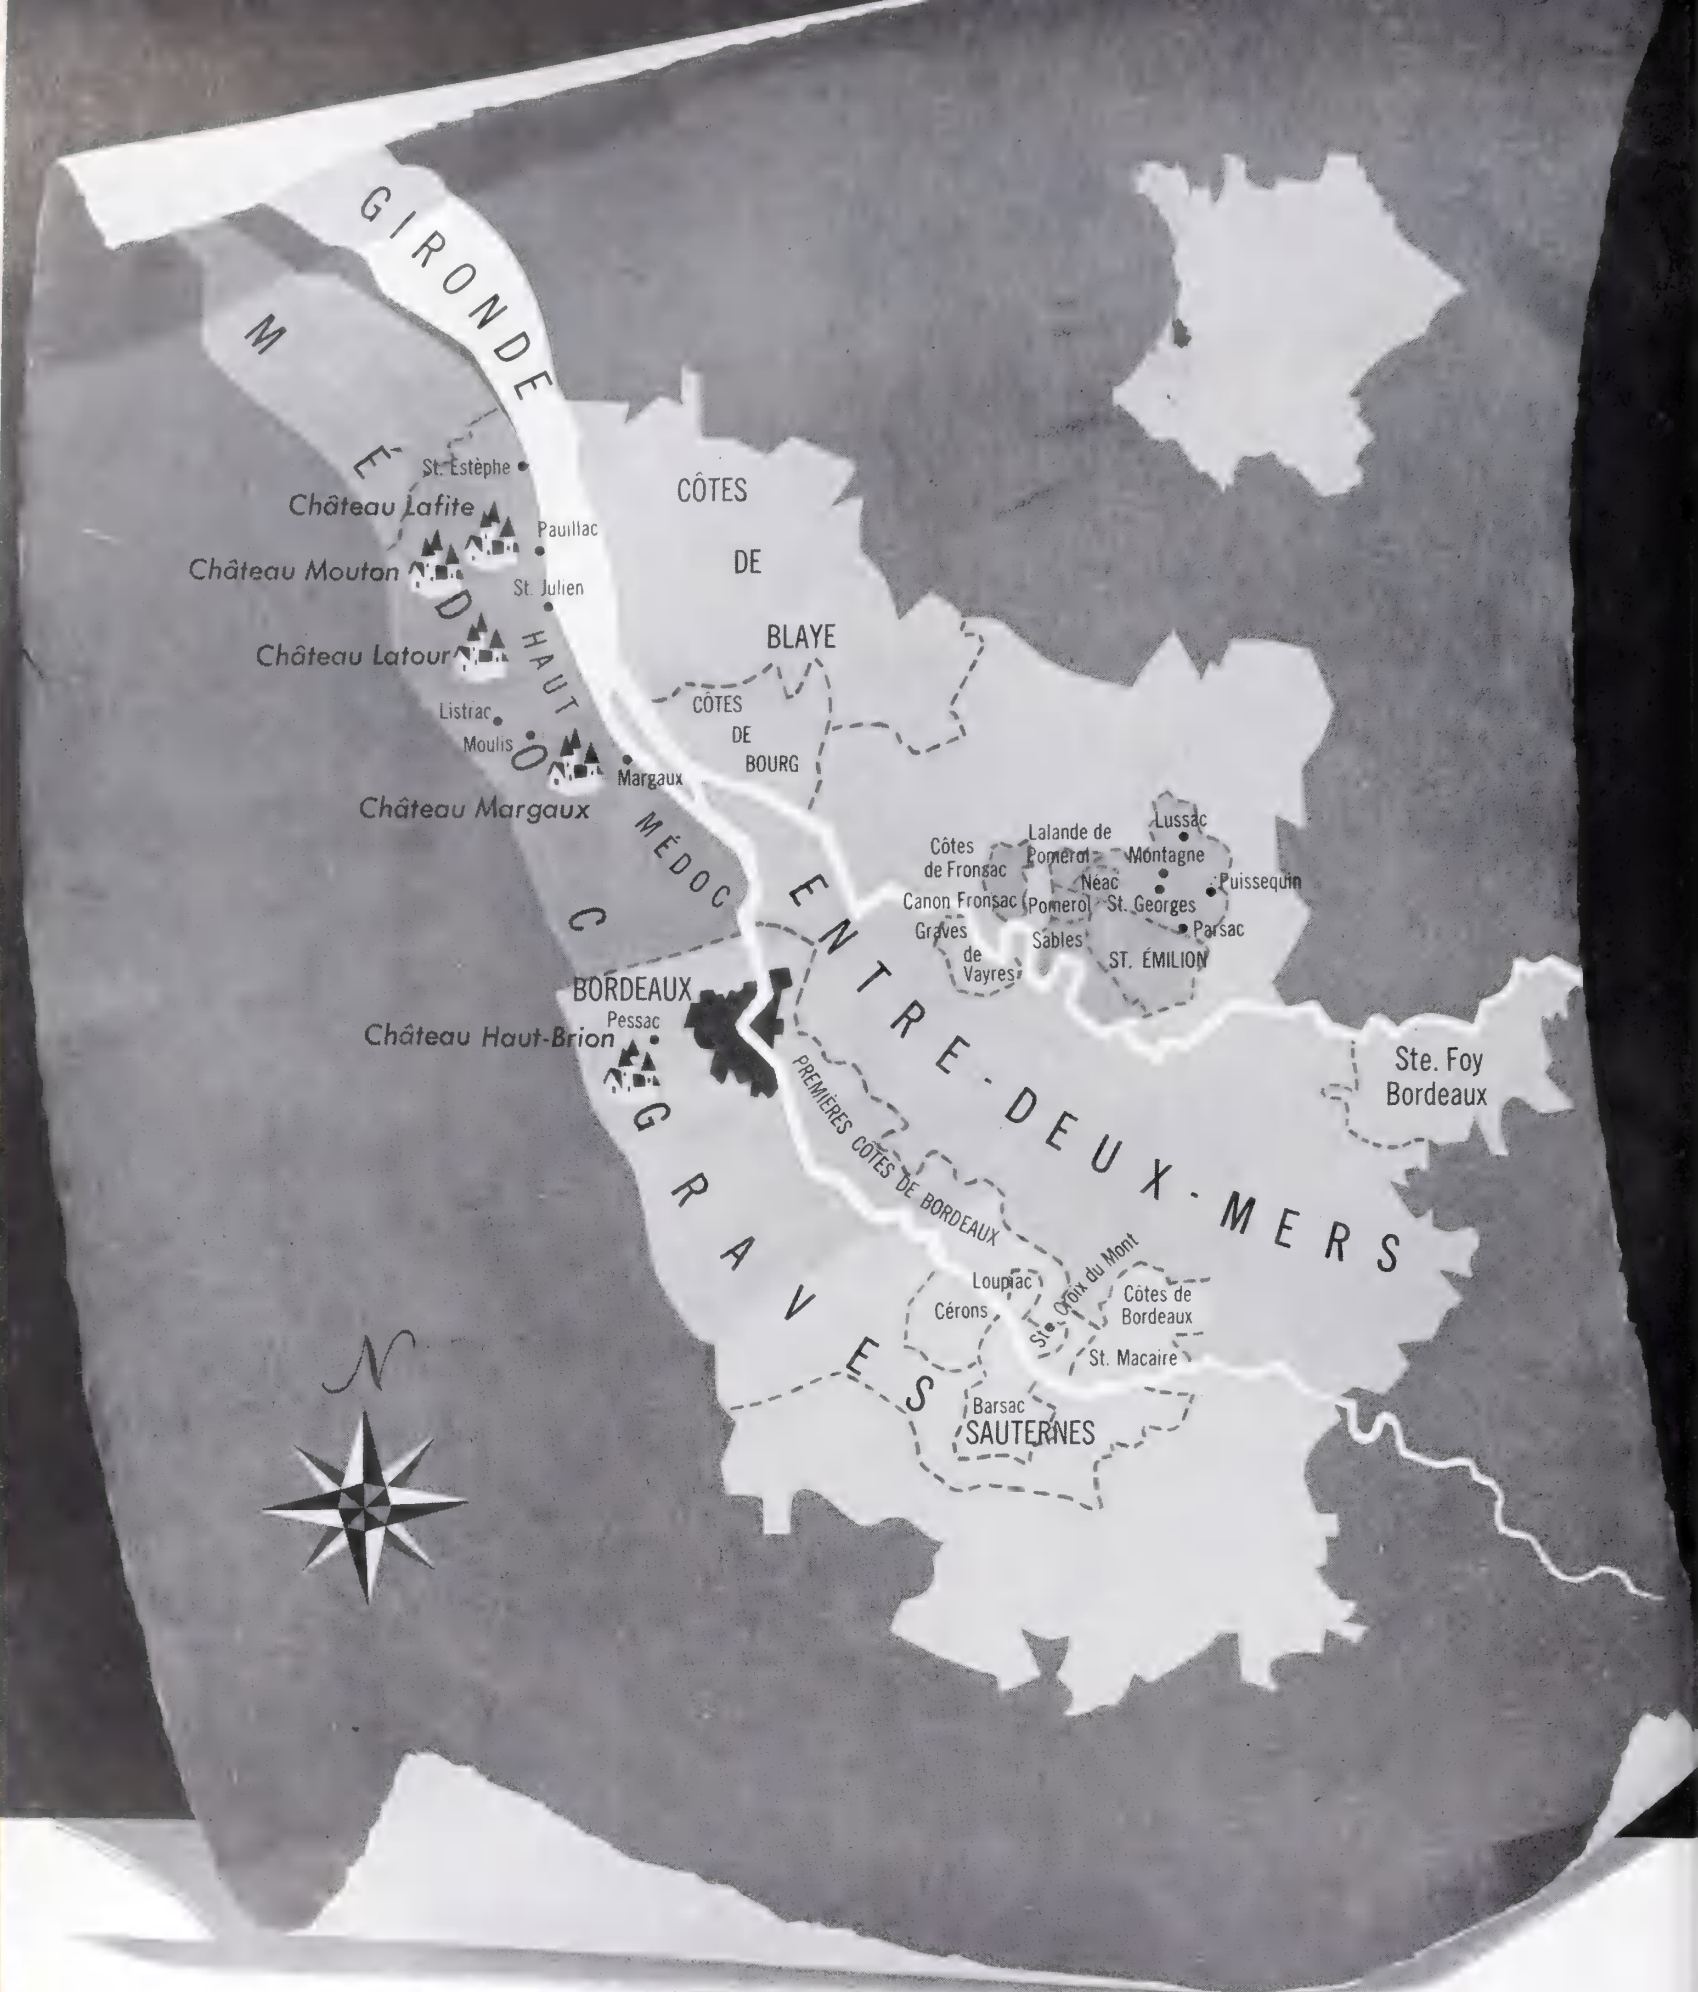 GIRONDE
MÉDOC
St. Estèphe
Château Lafite
Pauillac
Château Mouton
St. Julien
HAUT MÉDOC
Château Latour
Listrac
Moulis
Margaux
Château Margaux
CÔTES
DE
BLAYE
CÔTES
DE
BOURG
Lussac
Lalande de
Pomerol
Montagne
Côtes
de Fronsac
Néac
Puissequin
Canon Fronsac
Pomerol
St. Georges
Graves
de
Vayres
Sables
Parsac
ST. ÉMILION
ENTRE-DEUX-MERS
BORDEAUX
Pessac
Château Haut-Brion
GRAVES
PREMIÈRES CÔTES DE BORDEAUX
Ste. Foy
Bordeaux
Loupiac
Cérons
Ste Croix du Mont
Côtes de
Bordeaux
St. Macaire
Barsac
SAUTERNES
N